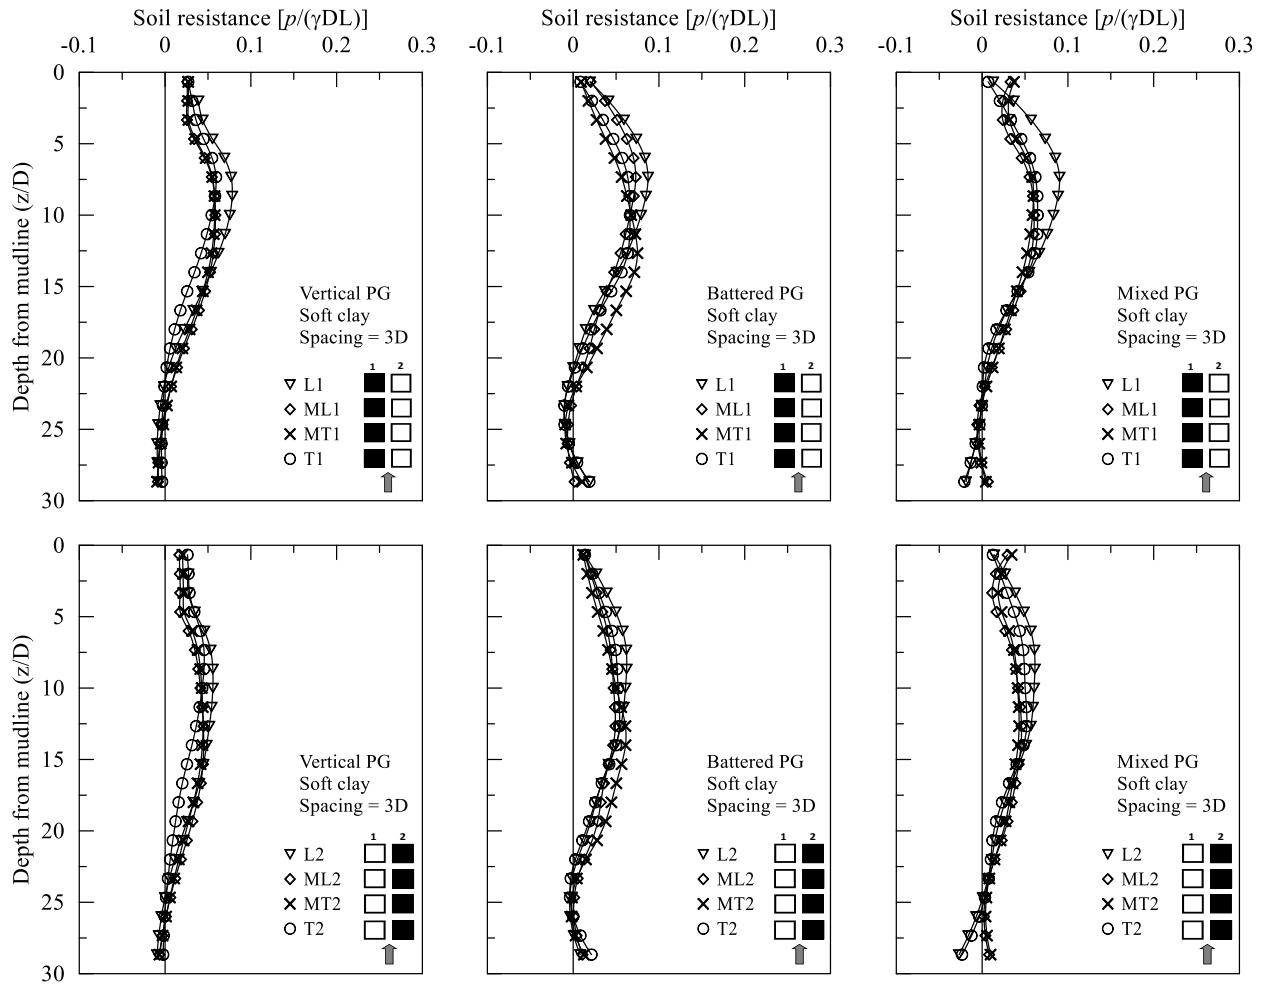 Soil resistance [p/(γDL)]
Soil resistance [p/(γDL)]
Soil resistance [p/(γDL)]
-0.1 0 0.1 0.2 0.3
-0.1 0 0.1 0.2 0.3
-0.1 0 0.1 0.2 0.3
Depth from mudline (z/D)
0
5
10
15
20
25
30
Vertical PG
Soft clay
Spacing = 3D
1 2
L1
ML1
MT1
T1
Battered PG
Soft clay
Spacing = 3D
1 2
L1
ML1
MT1
T1
Mixed PG
Soft clay
Spacing = 3D
1 2
L1
ML1
MT1
T1
Depth from mudline (z/D)
0
5
10
15
20
25
30
Vertical PG
Soft clay
Spacing = 3D
1 2
L2
ML2
MT2
T2
Battered PG
Soft clay
Spacing = 3D
1 2
L2
ML2
MT2
T2
Mixed PG
Soft clay
Spacing = 3D
1 2
L2
ML2
MT2
T2